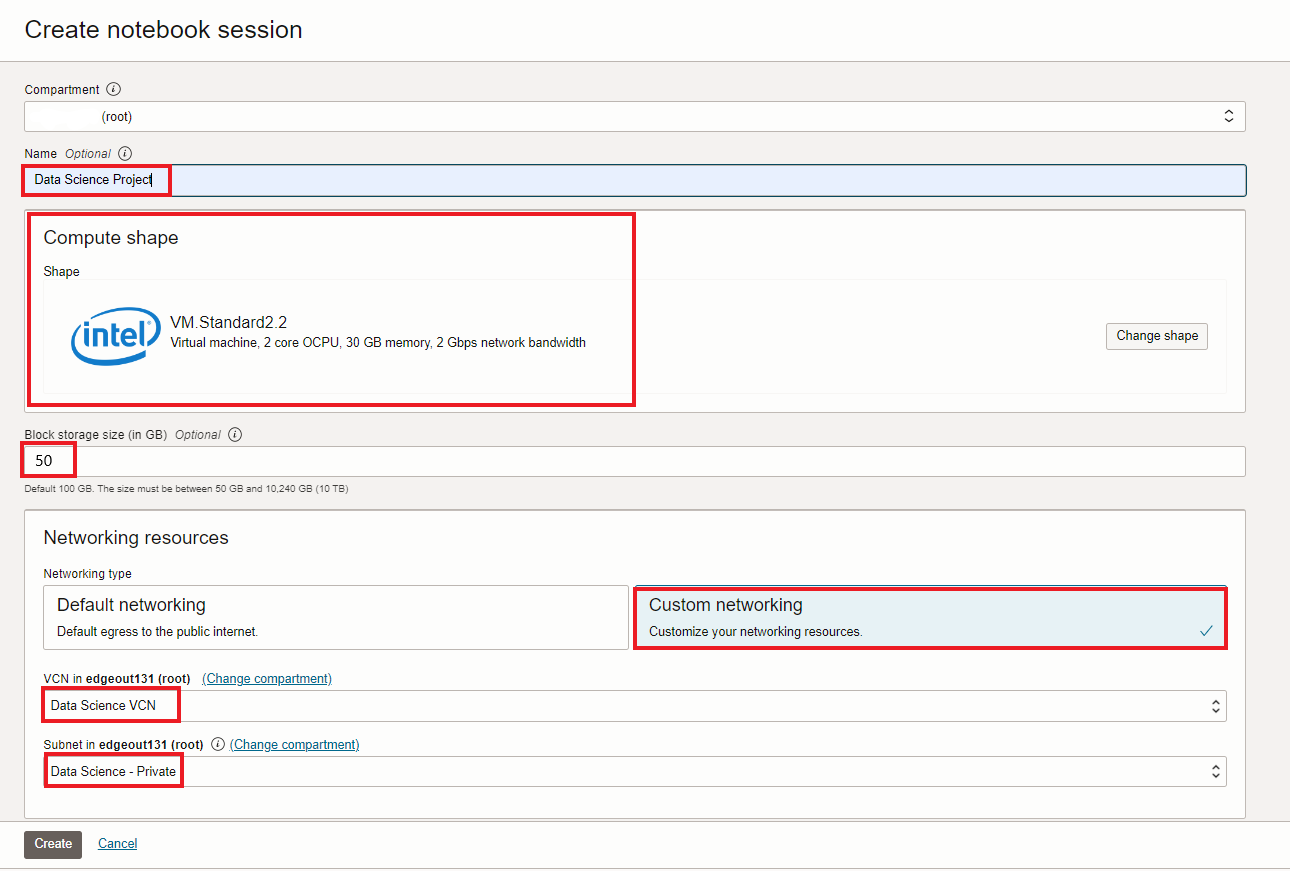 Create notebook session
Compartment
(root)
Name Optional
Data Science Project
Compute shape
Shape
intel
VM.Standard2.2
Virtual machine, 2 core OCPU, 30 GB memory, 2 Gbps network bandwidth
Change shape
Block storage size (in GB) Optional
50
Default 100 GB. The size must be between 50 GB and 10,240 GB (10 TB)
Networking resources
Networking type
Default networking
Default egress to the public internet.
Custom networking
Customize your networking resources.
VCN in edgeout131 (root) (Change compartment)
Data Science VCN
Subnet in edgeout131 (root) (Change compartment)
Data Science - Private
Create Cancel